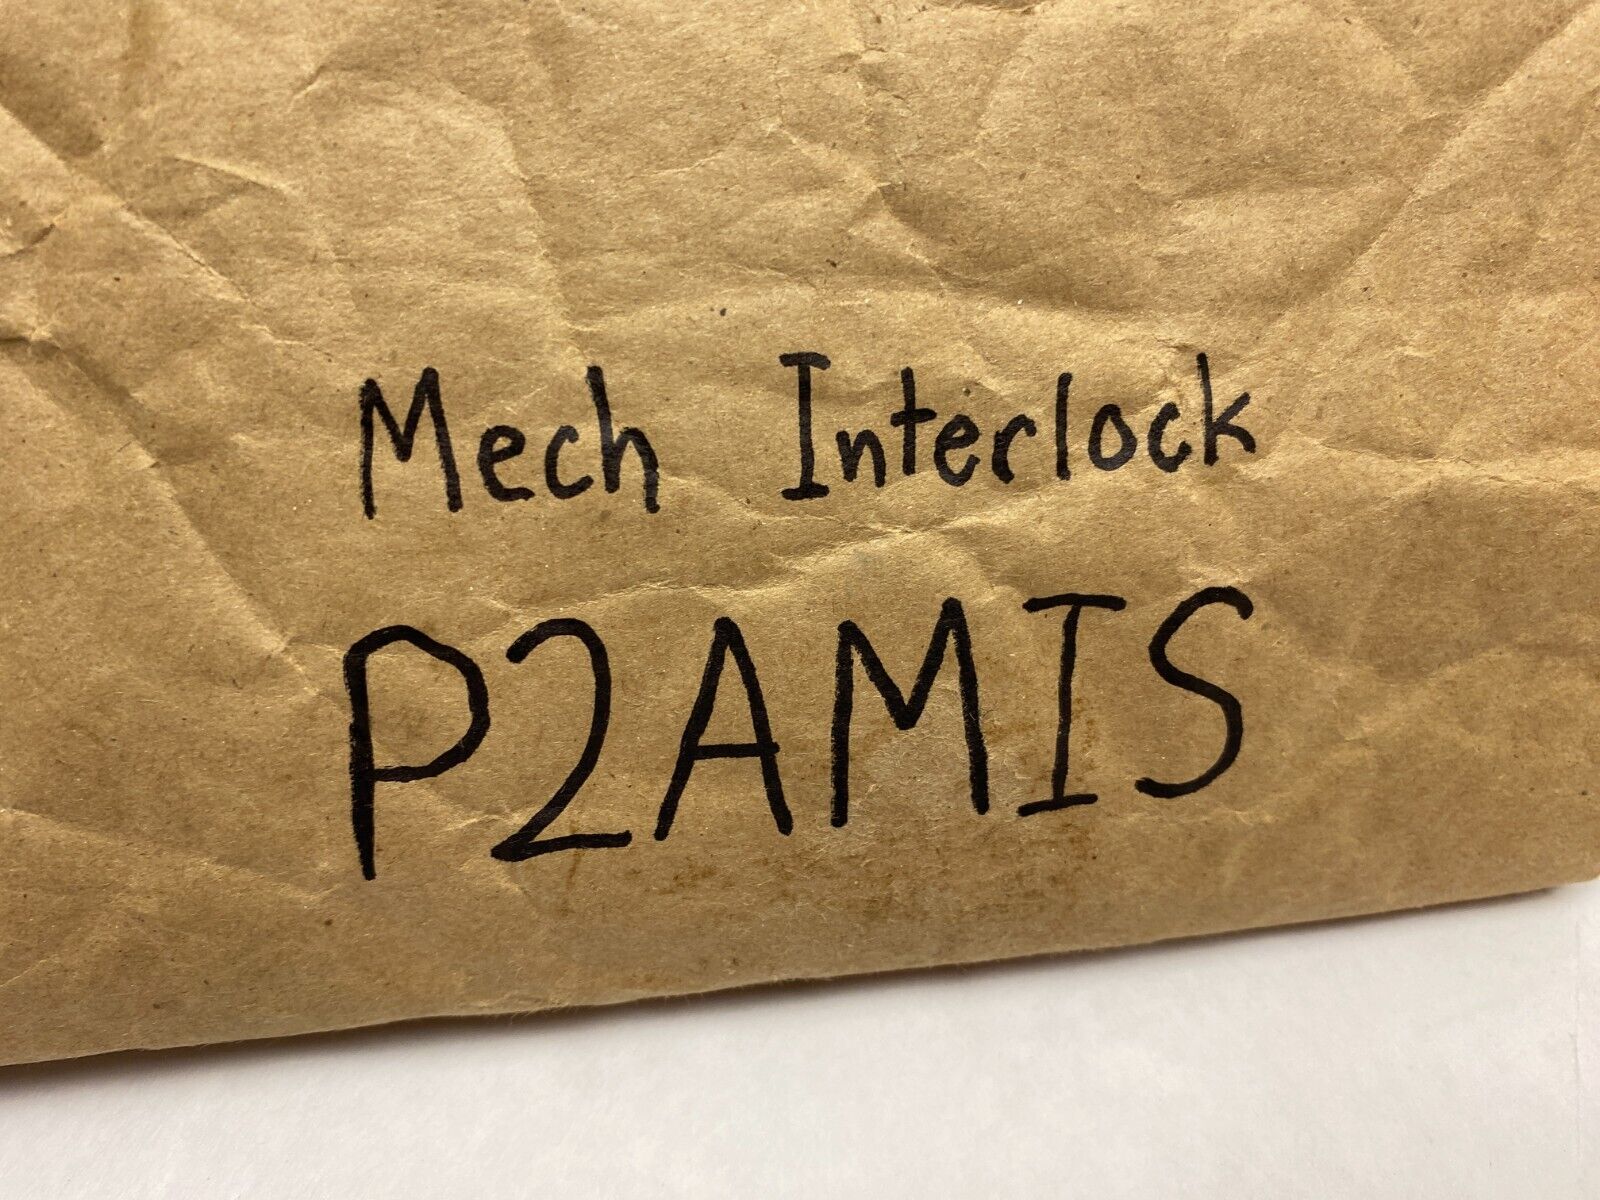 Mech Interlock
P2AMIS